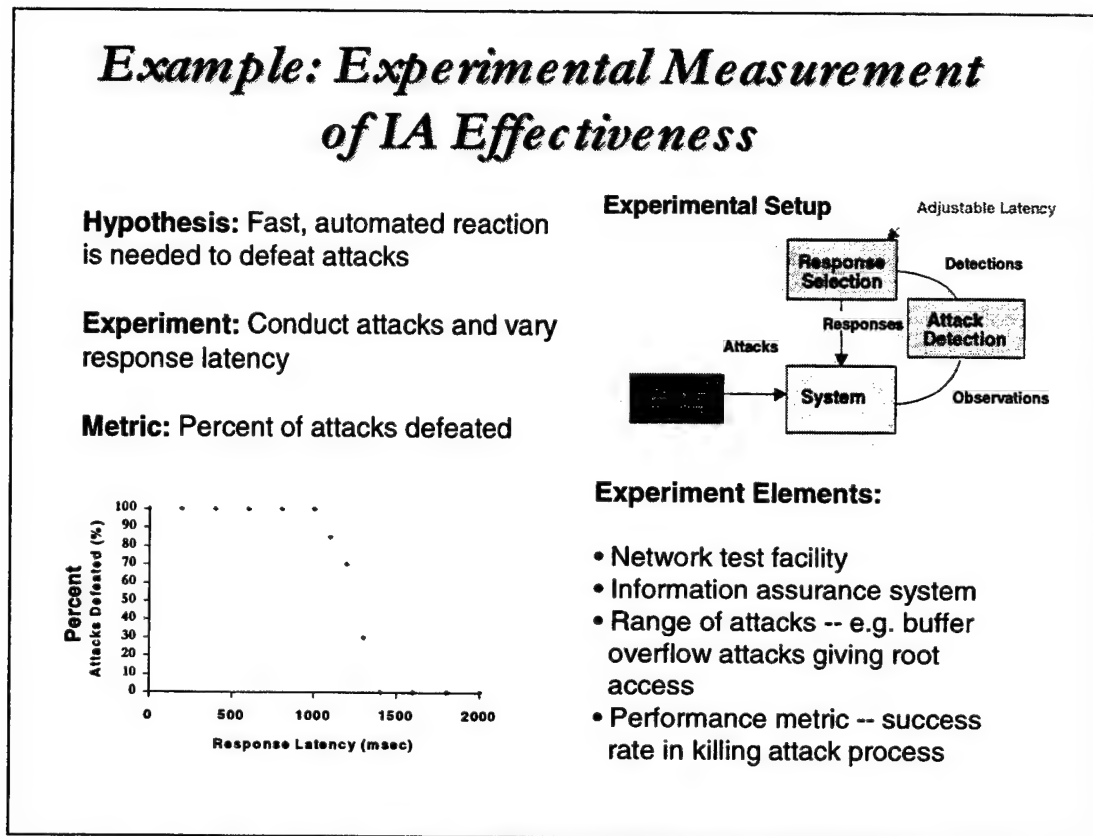 Example: Experimental Measurement
of IA Effectiveness
Hypothesis: Fast, automated reaction
is needed to defeat attacks
Experiment: Conduct attacks and vary
response latency
Metric: Percent of attacks defeated
Percent
Attacks Defeated (%)
100
90
80
70
60
50
40
30
20
10
0
0
500
1000
1500
2000
Response Latency (msec)
Experimental Setup
Adjustable Latency
Response
Selection
Detections
Responses
Attack
Detection
Attacks
System
Observations
Experiment Elements:
• Network test facility
• Information assurance system
• Range of attacks -- e.g. buffer
overflow attacks giving root
access
• Performance metric -- success
rate in killing attack process